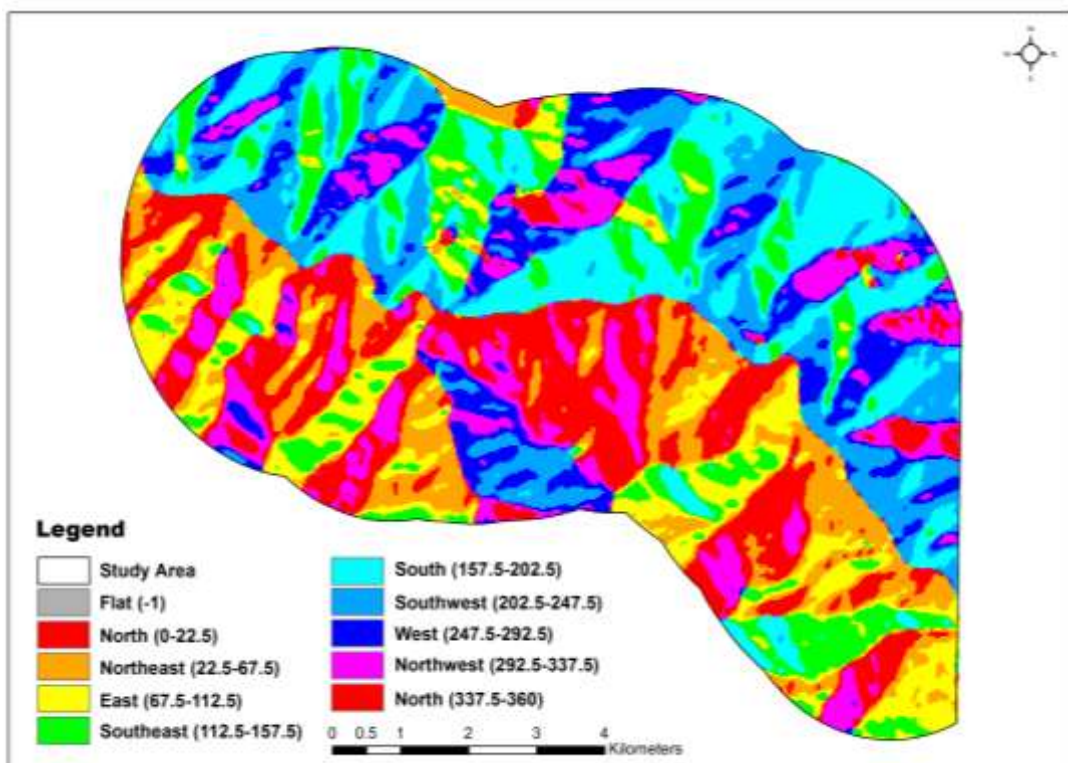 Legend
Study Area
Flat (-1)
North (0-22.5)
Northeast (22.5-67.5)
East (67.5-112.5)
Southeast (112.5-157.5)
South (157.5-202.5)
Southwest (202.5-247.5)
West (247.5-292.5)
Northwest (292.5-337.5)
North (337.5-360)
0 0.5 1 2 3 4
Kilometers